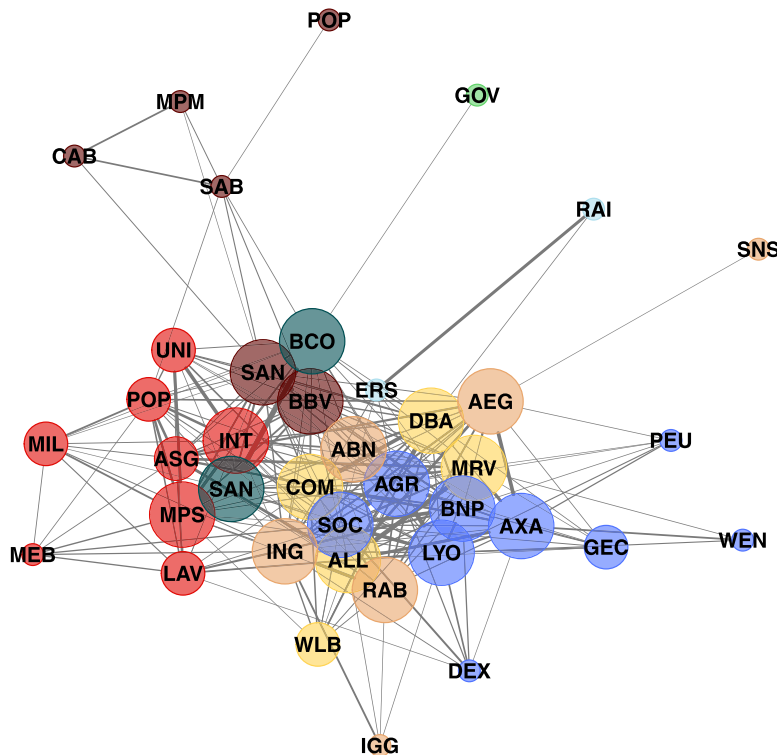 POP
GOV
MPM
CAB
SAB
RAI
SNS
BCO
UNI
SAN
ERS
POP
BBV
AEG
DBA
INT
MIL
ABN
PEU
ASG
MRV
SAN
COM
AGR
MPS
BNP
SOC
AXA
WEN
MEB
ING
LYO
GEC
ALL
LAV
RAB
WLB
DEX
IGG